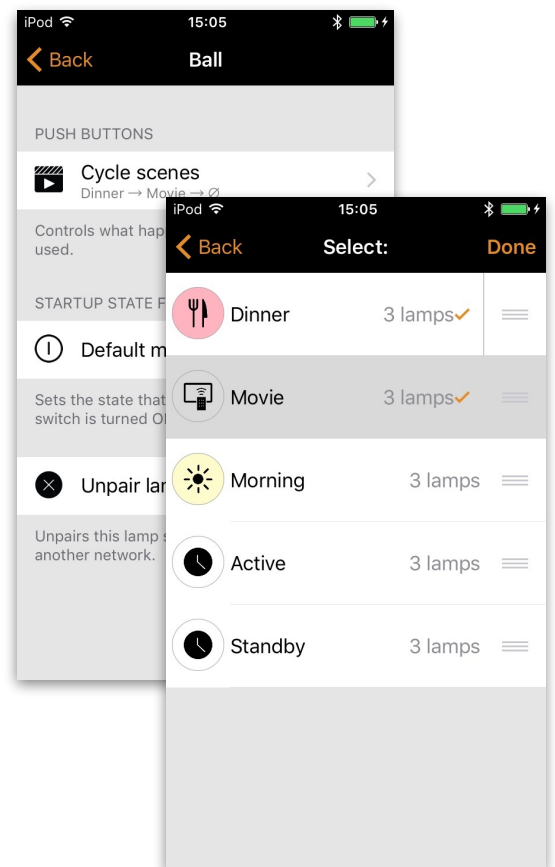 iPod 15:05
Back Ball
PUSH BUTTONS
Cycle scenes
Dinner → Movie → ∅
Controls what hap
used.
STARTUP STATE F
Default m
Sets the state that
switch is turned O
Unpair lar
Unpairs this lamp s
another network.
iPod 15:05
Back Select: Done
Dinner 3 lamps
Movie 3 lamps
Morning 3 lamps
Active 3 lamps
Standby 3 lamps